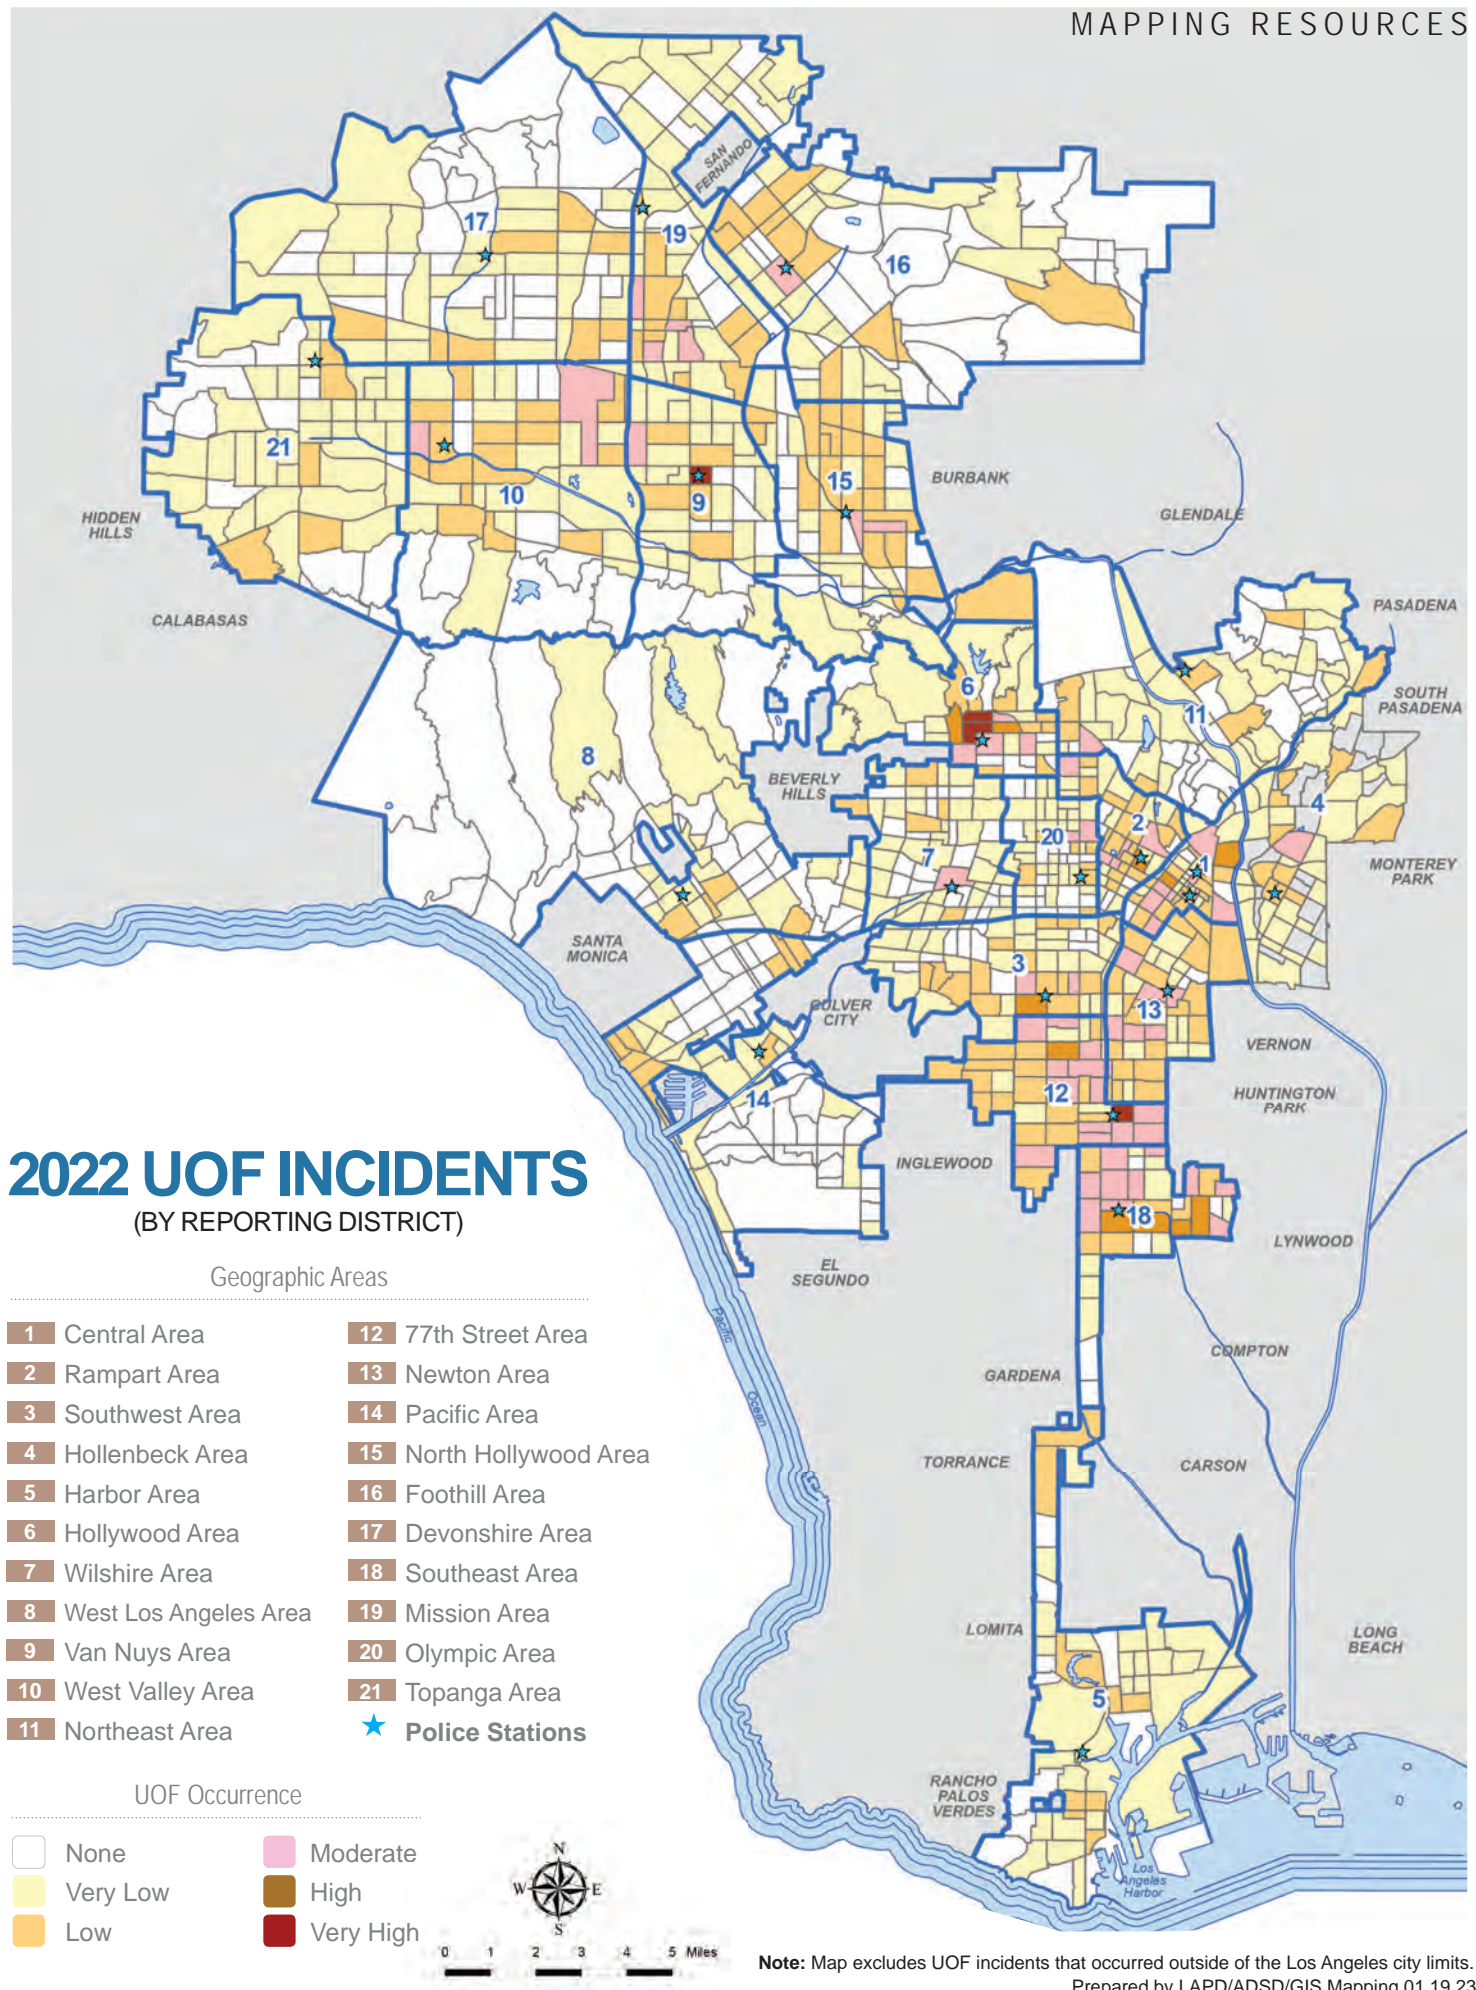 MAPPING RESOURCES
SAN
FERNANDO
17
19
16
21
10
9
15
BURBANK
GLENDALE
HIDDEN
HILLS
CALABASAS
PASADENA
SOUTH
PASADENA
6
11
8
BEVERLY
HILLS
4
2
20
7
1
MONTEREY
PARK
SANTA
MONICA
3
CULVER
CITY
13
VERNON
14
12
HUNTINGTON
PARK
INGLEWOOD
18
LYNWOOD
EL
SEGUNDO
Pacific
Ocean
COMPTON
GARDENA
TORRANCE
CARSON
LOMITA
LONG
BEACH
5
RANCHO
PALOS
VERDES
Los
Angeles
Harbor
2022 UOF INCIDENTS
(BY REPORTING DISTRICT)
Geographic Areas
1 Central Area
2 Rampart Area
3 Southwest Area
4 Hollenbeck Area
5 Harbor Area
6 Hollywood Area
7 Wilshire Area
8 West Los Angeles Area
9 Van Nuys Area
10 West Valley Area
11 Northeast Area
12 77th Street Area
13 Newton Area
14 Pacific Area
15 North Hollywood Area
16 Foothill Area
17 Devonshire Area
18 Southeast Area
19 Mission Area
20 Olympic Area
21 Topanga Area
Police Stations
UOF Occurrence
None
Very Low
Low
Moderate
High
Very High
N
W E
S
0 1 2 3 4 5 Miles
Note: Map excludes UOF incidents that occurred outside of the Los Angeles city limits.
Prepared by LAPD/ADSD/GIS Mapping 01.19.23